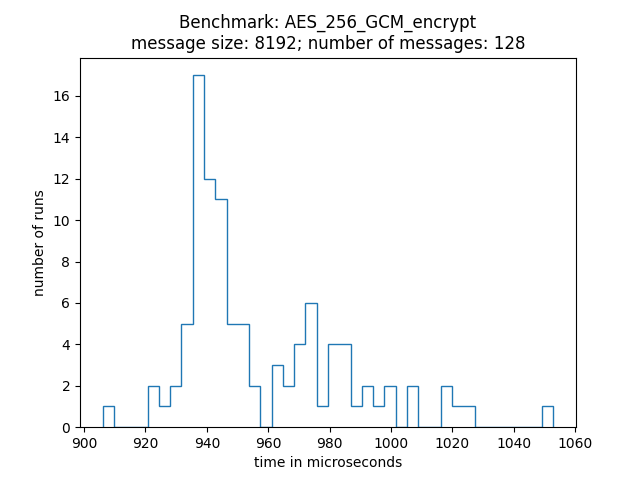 Benchmark: AES_256_GCM_encrypt
message size: 8192; number of messages: 128
16
14
12
10
8
6
4
2
0
number of runs
900 920 940 960 980 1000 1020 1040 1060
time in microseconds